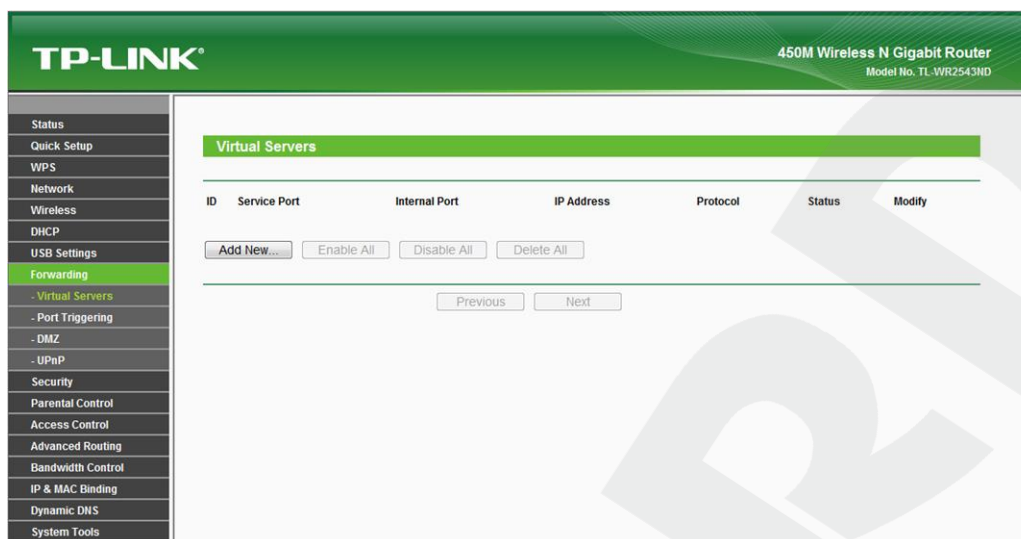 TP-LINK®
450M Wireless N Gigabit Router
Model No. TL-WR2543ND
Status
Quick Setup
WPS
Network
Wireless
DHCP
USB Settings
Forwarding
- Virtual Servers
- Port Triggering
- DMZ
- UPnP
Security
Parental Control
Access Control
Advanced Routing
Bandwidth Control
IP & MAC Binding
Dynamic DNS
System Tools
Virtual Servers
ID Service Port Internal Port IP Address Protocol Status Modify
Add New... Enable All Disable All Delete All
Previous Next